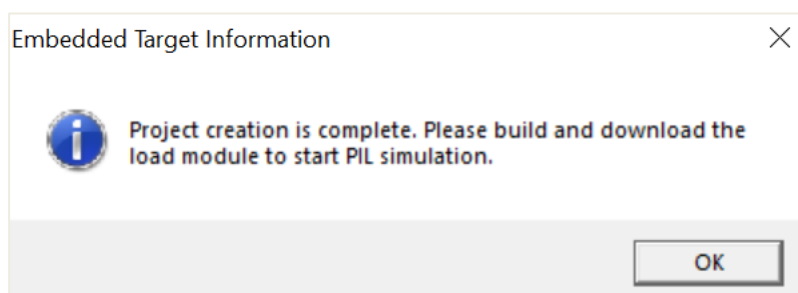 Embedded Target Information
Project creation is complete. Please build and download the
load module to start PIL simulation.
OK